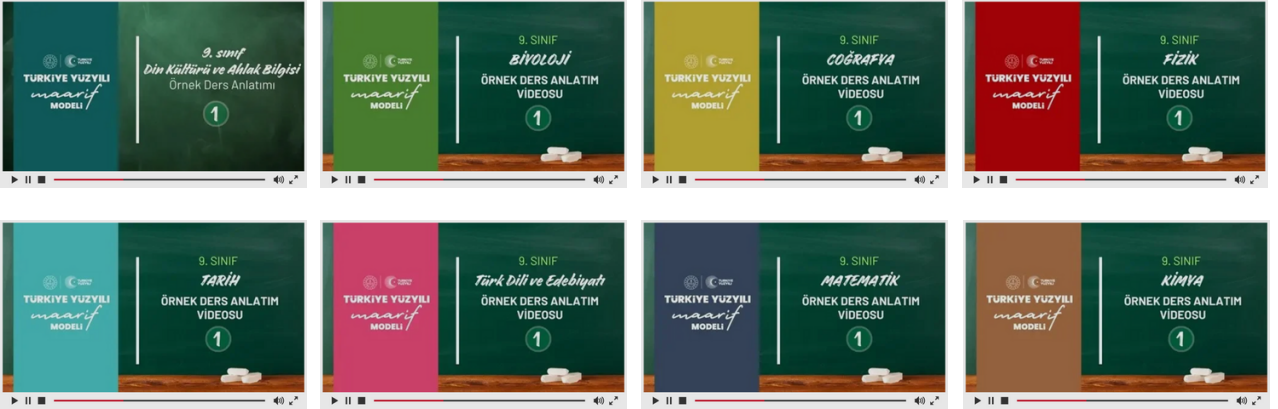 TÜRKİYE YÜZYILI
maarif
MODELİ
9. sınıf
Din Kültürü ve Ahlak Bilgisi
Örnek Ders Anlatımı
1
TÜRKİYE YÜZYILI
maarif
MODELİ
9. SINIF
BİYOLOJİ
ÖRNEK DERS ANLATIM
VİDEOSU
1
TÜRKİYE YÜZYILI
maarif
MODELİ
9. SINIF
COĞRAFYA
ÖRNEK DERS ANLATIM
VİDEOSU
1
TÜRKİYE YÜZYILI
maarif
MODELİ
9. SINIF
FİZİK
ÖRNEK DERS ANLATIM
VİDEOSU
1
TÜRKİYE YÜZYILI
maarif
MODELİ
9. SINIF
TARİH
ÖRNEK DERS ANLATIM
VİDEOSU
1
TÜRKİYE YÜZYILI
maarif
MODELİ
9. SINIF
Türk Dili ve Edebiyatı
ÖRNEK DERS ANLATIM
VİDEOSU
1
TÜRKİYE YÜZYILI
maarif
MODELİ
9. SINIF
MATEMATİK
ÖRNEK DERS ANLATIM
VİDEOSU
1
TÜRKİYE YÜZYILI
maarif
MODELİ
9. SINIF
KİMYA
ÖRNEK DERS ANLATIM
VİDEOSU
1